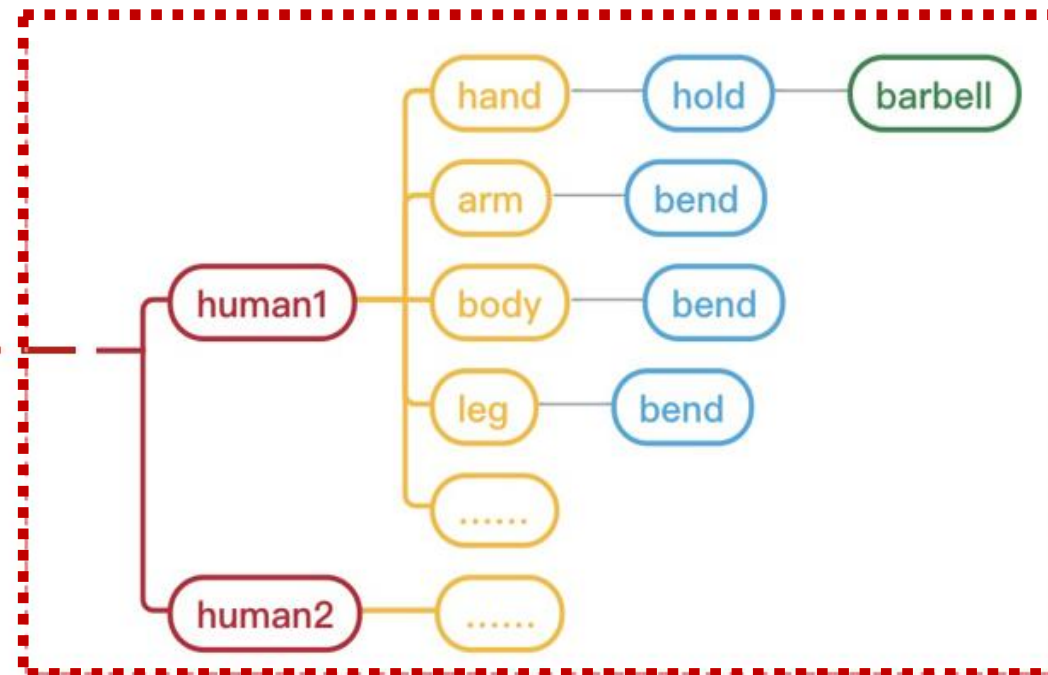 hand hold barbell
arm bend
human1 body bend
leg bend
......
human2 ......